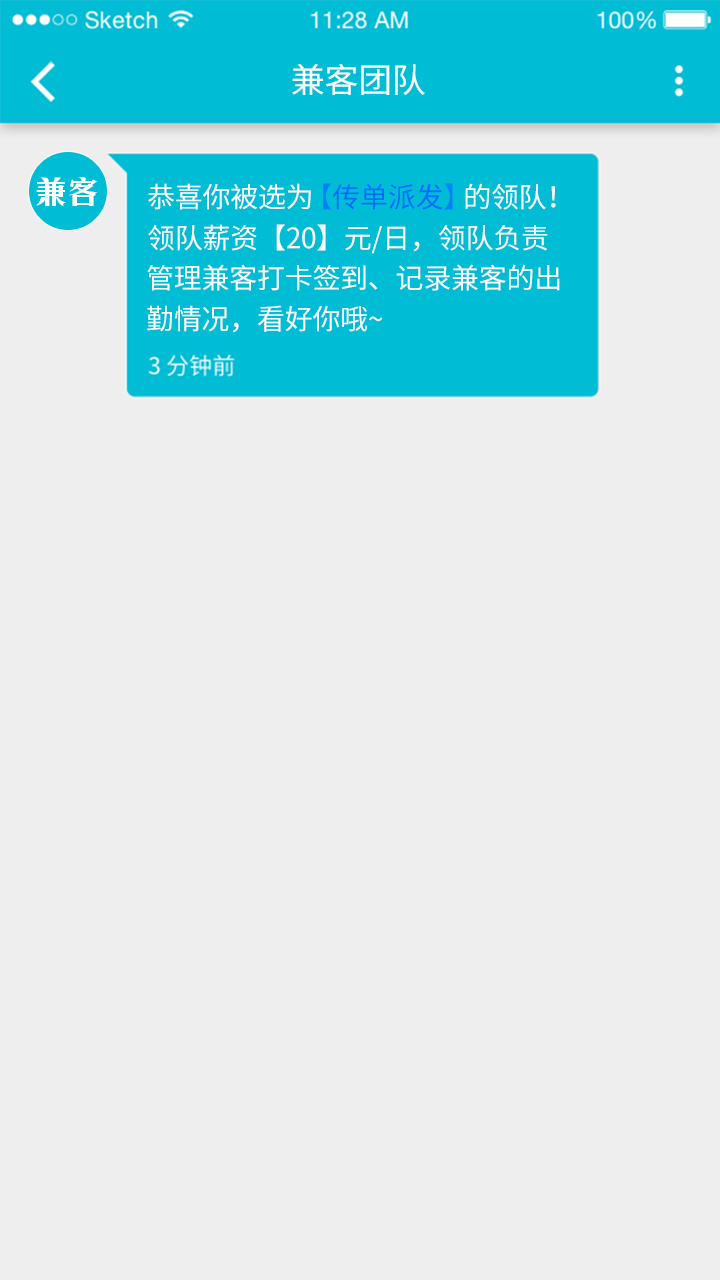 Sketch 11:28 AM 100%
兼客团队
兼客
恭喜你被选为【传单派发】的领队!
领队薪资【20】元/日，领队负责
管理兼客打卡签到、记录兼客的出
勤情况，看好你哦~
3 分钟前